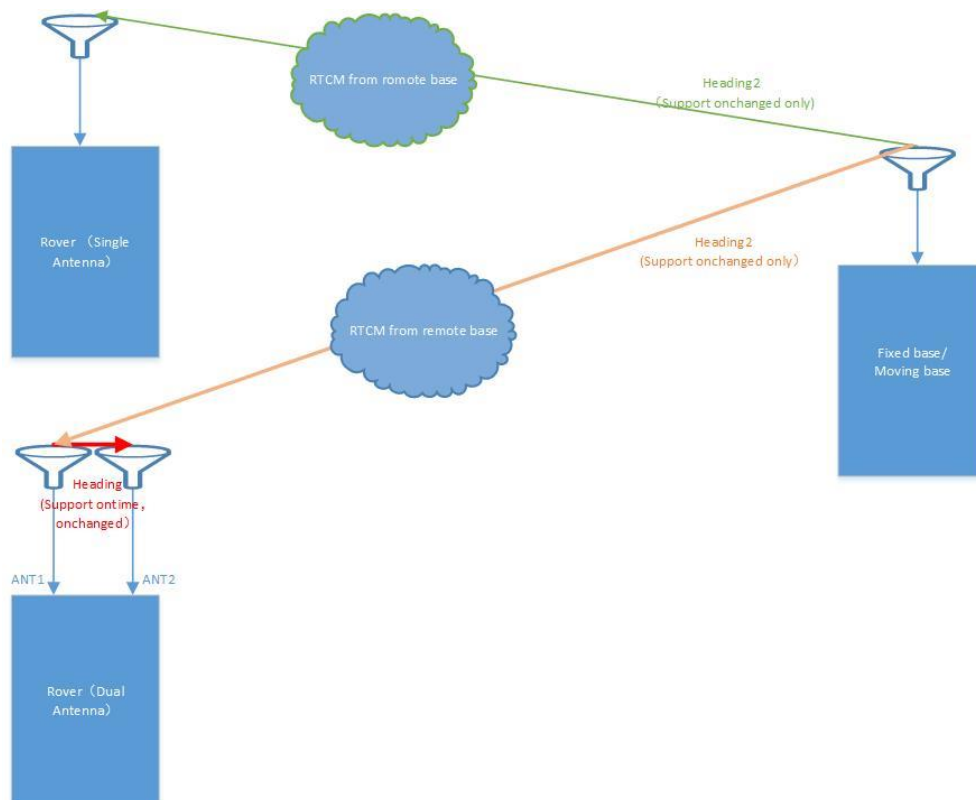 RTCM from romote base
Heading2
（Support onchanged only)
Rover （Single
Antenna）
Heading2
(Support onchanged only）
RTCM from remote base
Fixed base/
Moving base
Heading
(Support ontime,
onchanged）
ANT1
ANT2
Rover（Dual
Antenna）